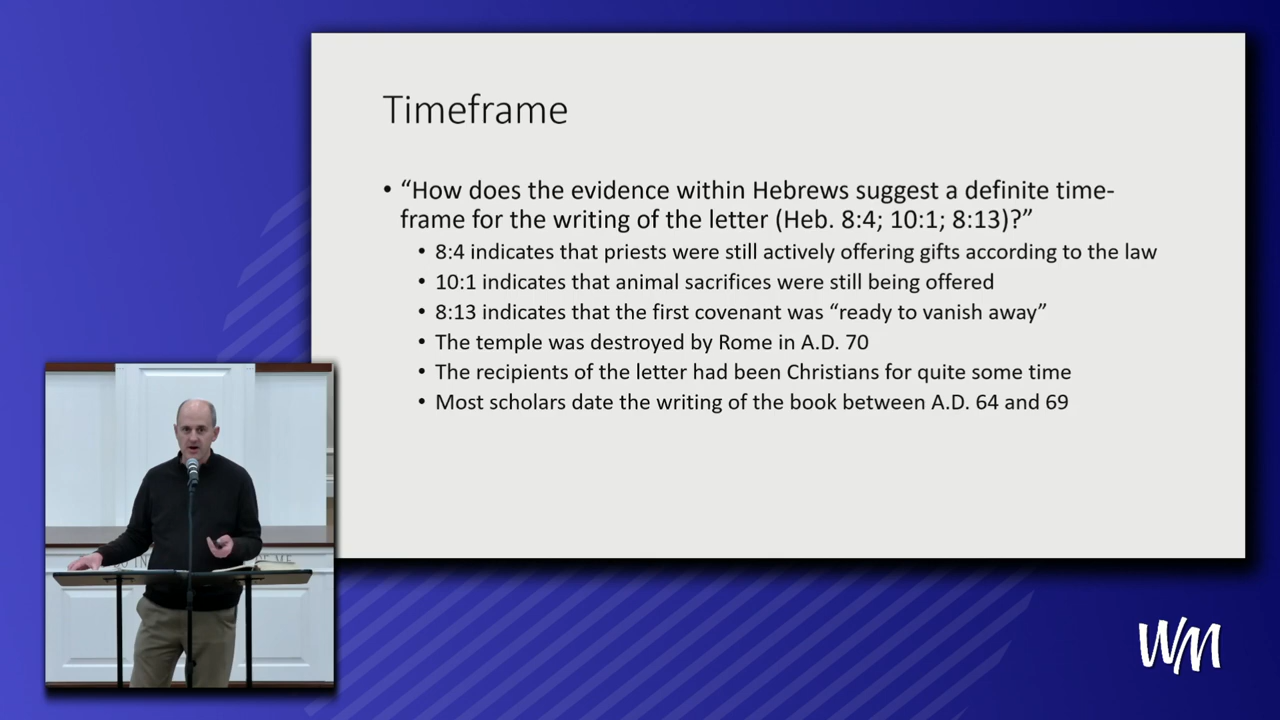 Timeframe
• “How does the evidence within Hebrews suggest a definite time-
frame for the writing of the letter (Heb. 8:4; 10:1; 8:13)?”
• 8:4 indicates that priests were still actively offering gifts according to the law
• 10:1 indicates that animal sacrifices were still being offered
• 8:13 indicates that the first covenant was “ready to vanish away”
• The temple was destroyed by Rome in A.D. 70
• The recipients of the letter had been Christians for quite some time
• Most scholars date the writing of the book between A.D. 64 and 69
IN
OF ME
WM